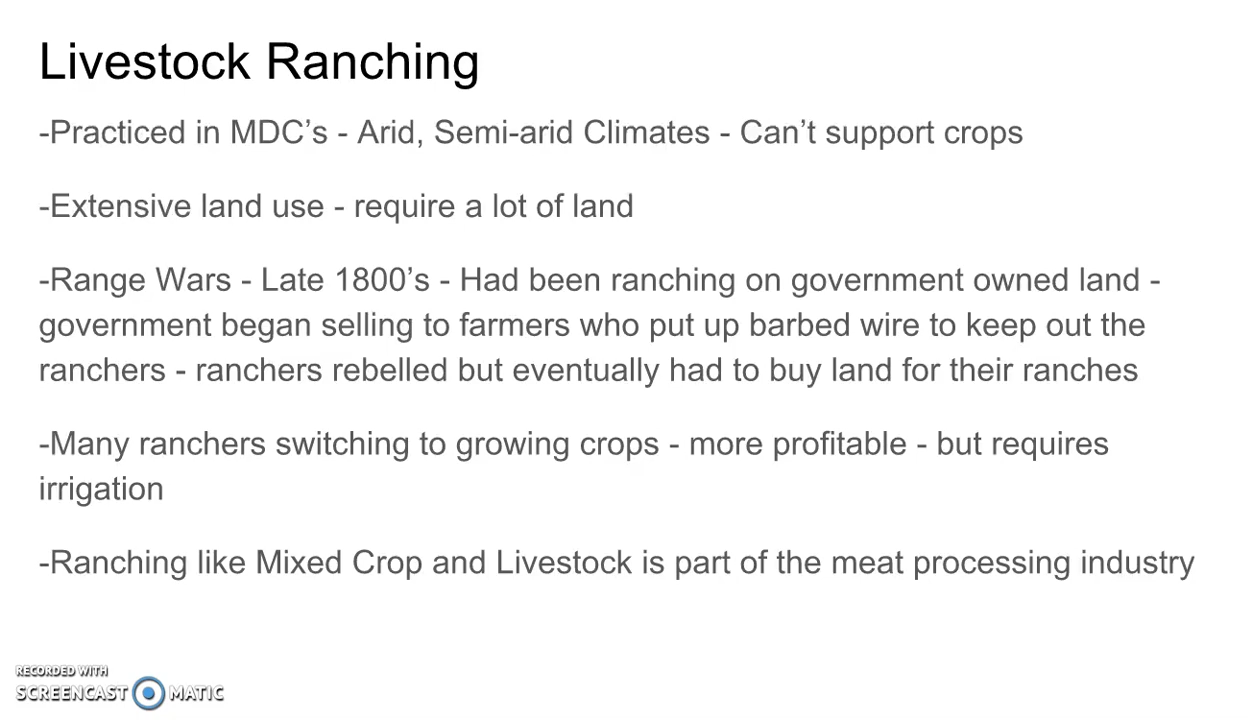 Livestock Ranching
-Practiced in MDC’s - Arid, Semi-arid Climates - Can’t support crops
-Extensive land use - require a lot of land
-Range Wars - Late 1800’s - Had been ranching on government owned land -
government began selling to farmers who put up barbed wire to keep out the
ranchers - ranchers rebelled but eventually had to buy land for their ranches
-Many ranchers switching to growing crops - more profitable - but requires
irrigation
-Ranching like Mixed Crop and Livestock is part of the meat processing industry
RECORDED WITH
SCREENCAST MATIC